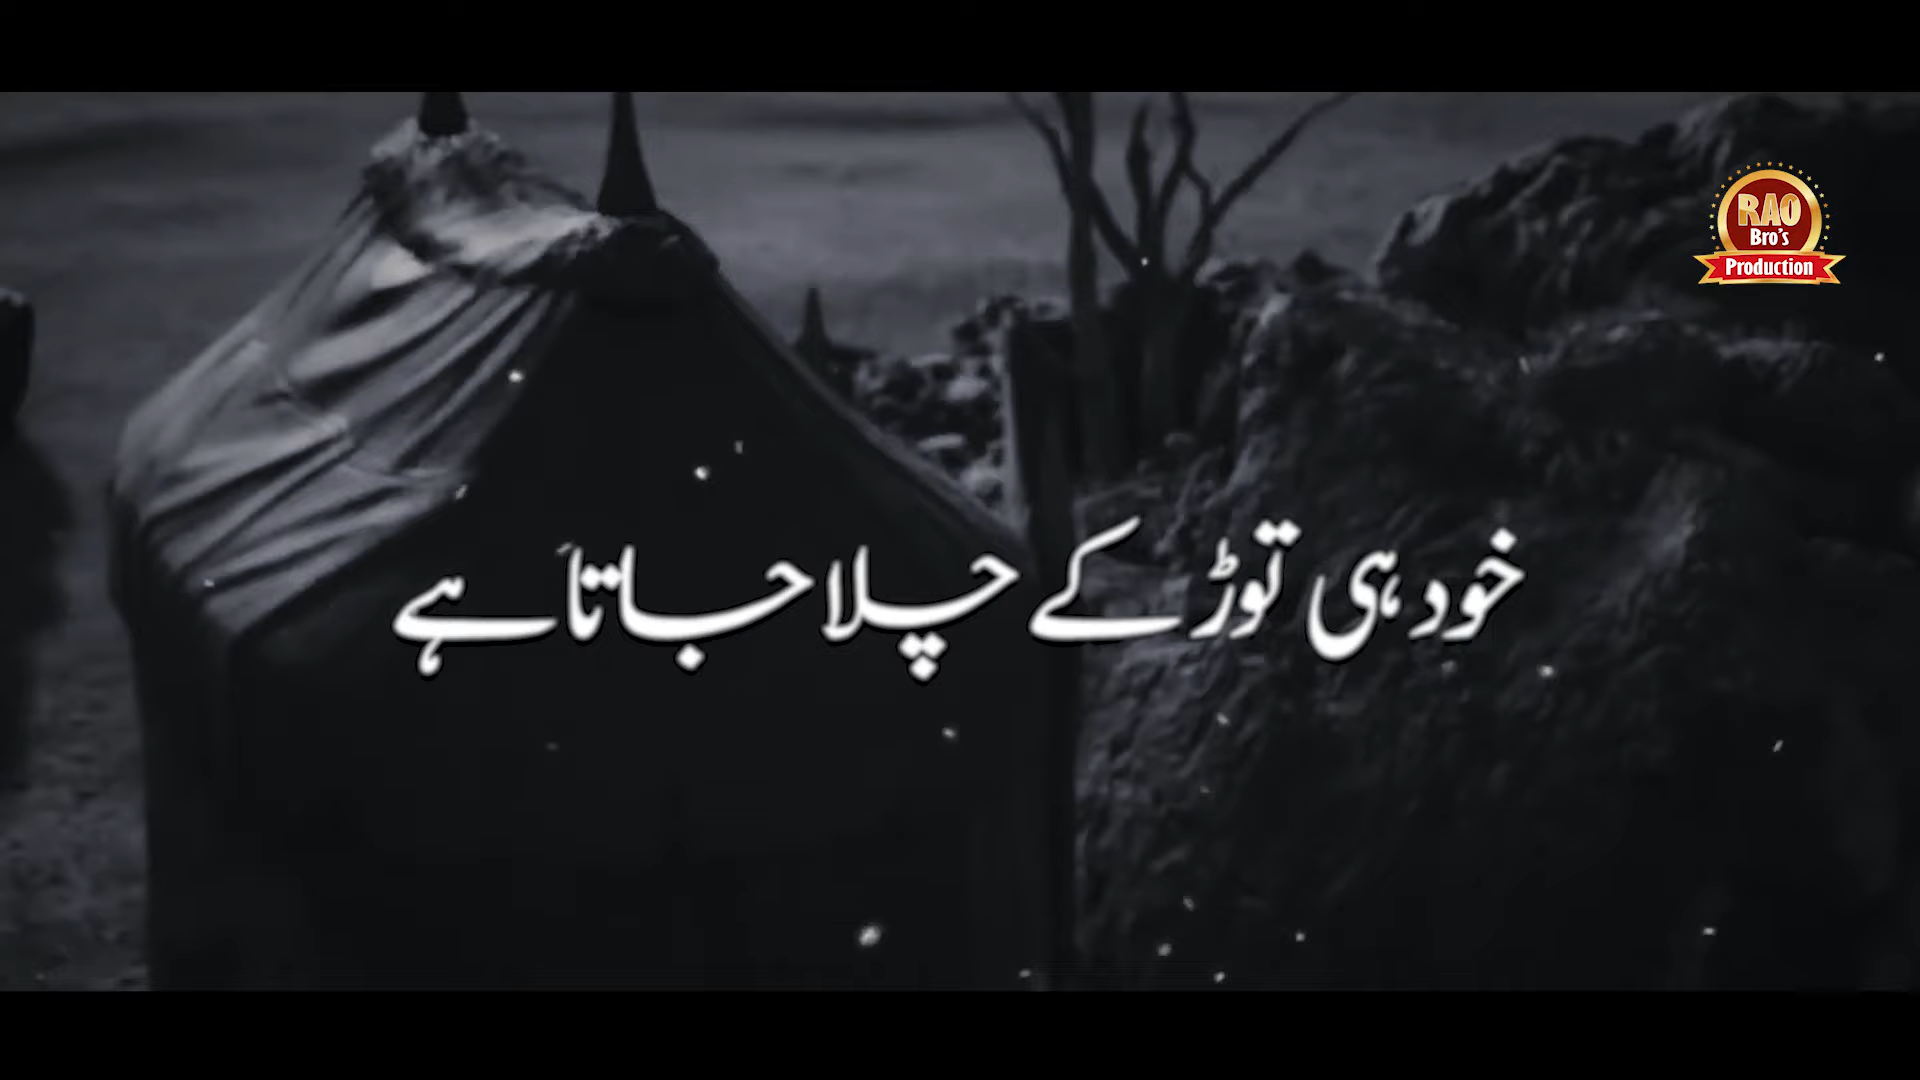 RAO
Bro's
Production
خود ہی توڑ کے چلا جاتا ہے